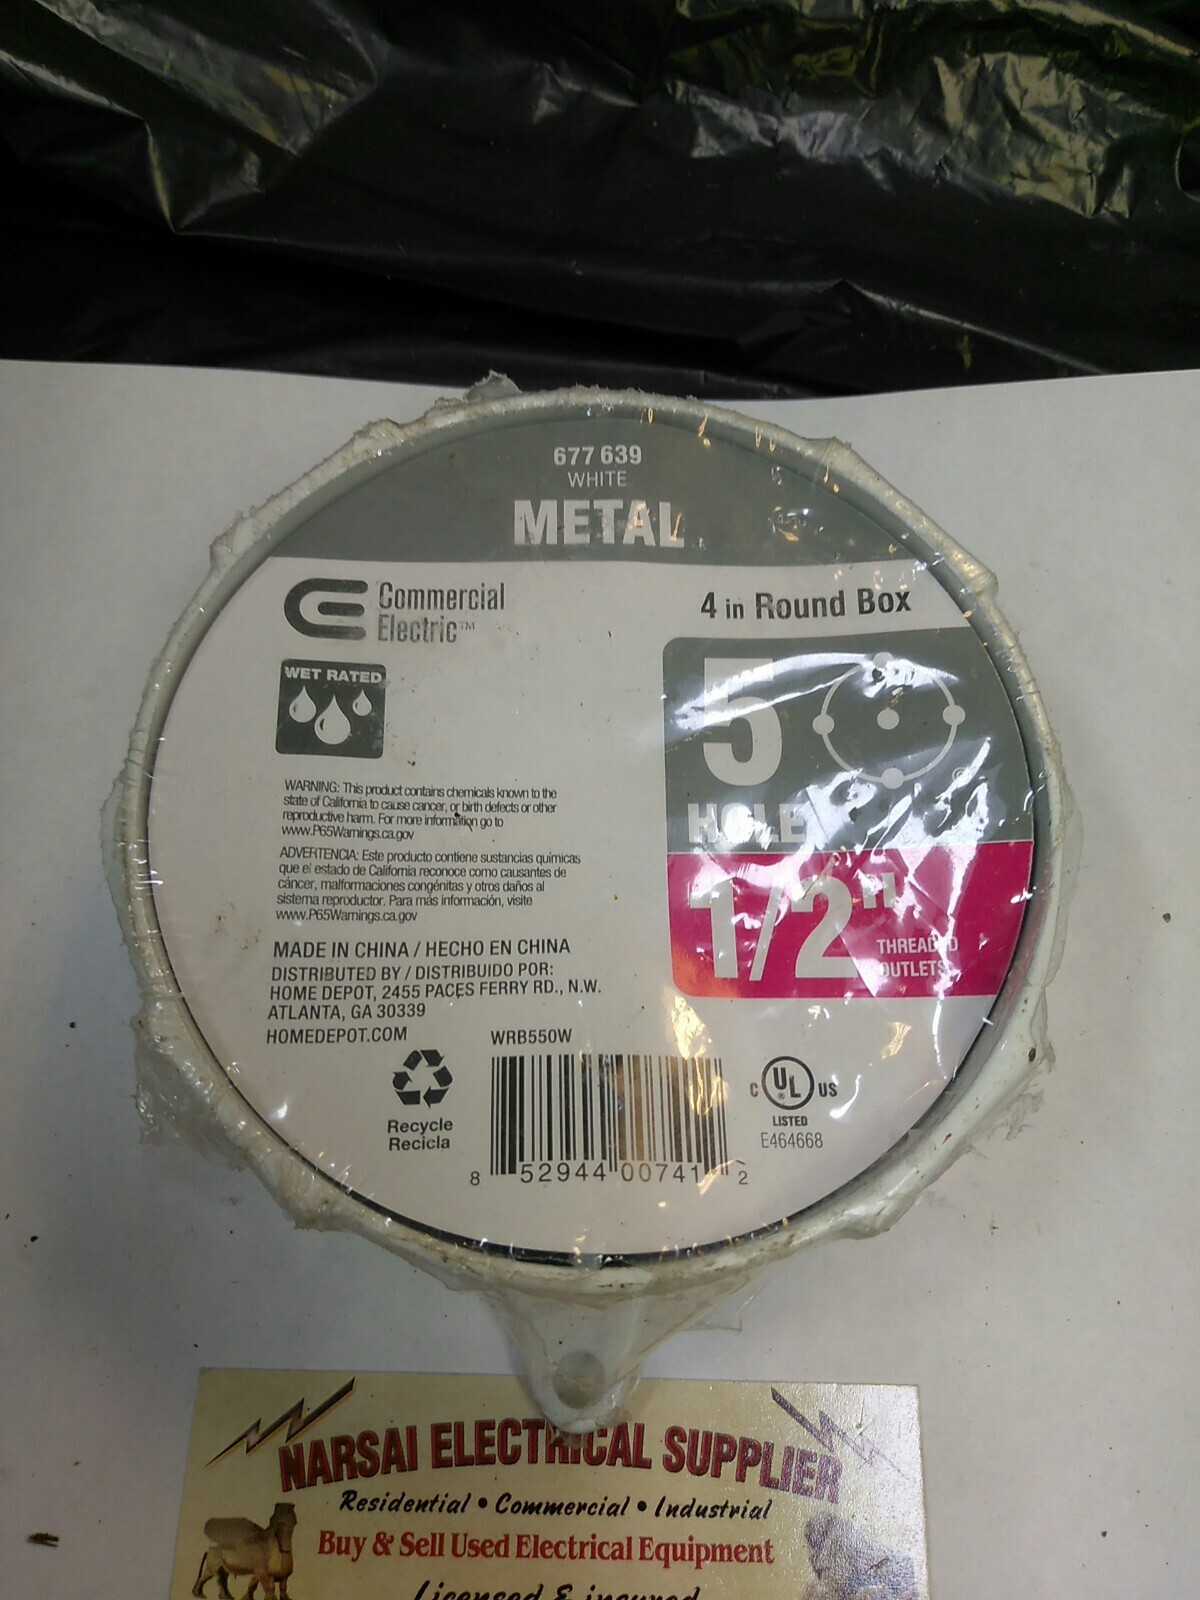 677 639
WHITE
METAL
Commercial
Electric™
4 in Round Box
WET RATED
5
HOLE
1/2"
THREADED
OUTLETS
WARNING: This product contains chemicals known to the
state of California to cause cancer, or birth defects or other
reproductive harm. For more information go to
www.P65Warnings.ca.gov
ADVERTENCIA: Este producto contiene sustancias químicas
que el estado de California reconoce como causantes de
cáncer, malformaciones congénitas y otros daños al
sistema reproductor. Para más información, visite
www.P65Warnings.ca.gov
MADE IN CHINA / HECHO EN CHINA
DISTRIBUTED BY / DISTRIBUIDO POR:
HOME DEPOT, 2455 PACES FERRY RD., N.W.
ATLANTA, GA 30339
HOMEDEPOT.COM
WRB550W
Recycle
Recicla
8 52944 00741 2
C UL US
®
LISTED
E464668
NARSAI ELECTRICAL SUPPLIER
Residential • Commercial • Industrial
Buy & Sell Used Electrical Equipment
Licensed & insured